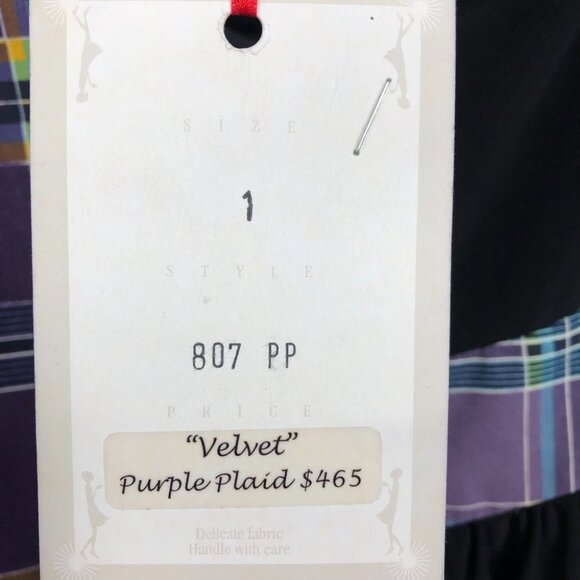 SIZE
1
STYLE
807 PP
PRICE
"Velvet"
Purple Plaid $465
Delicate fabric
Handle with care